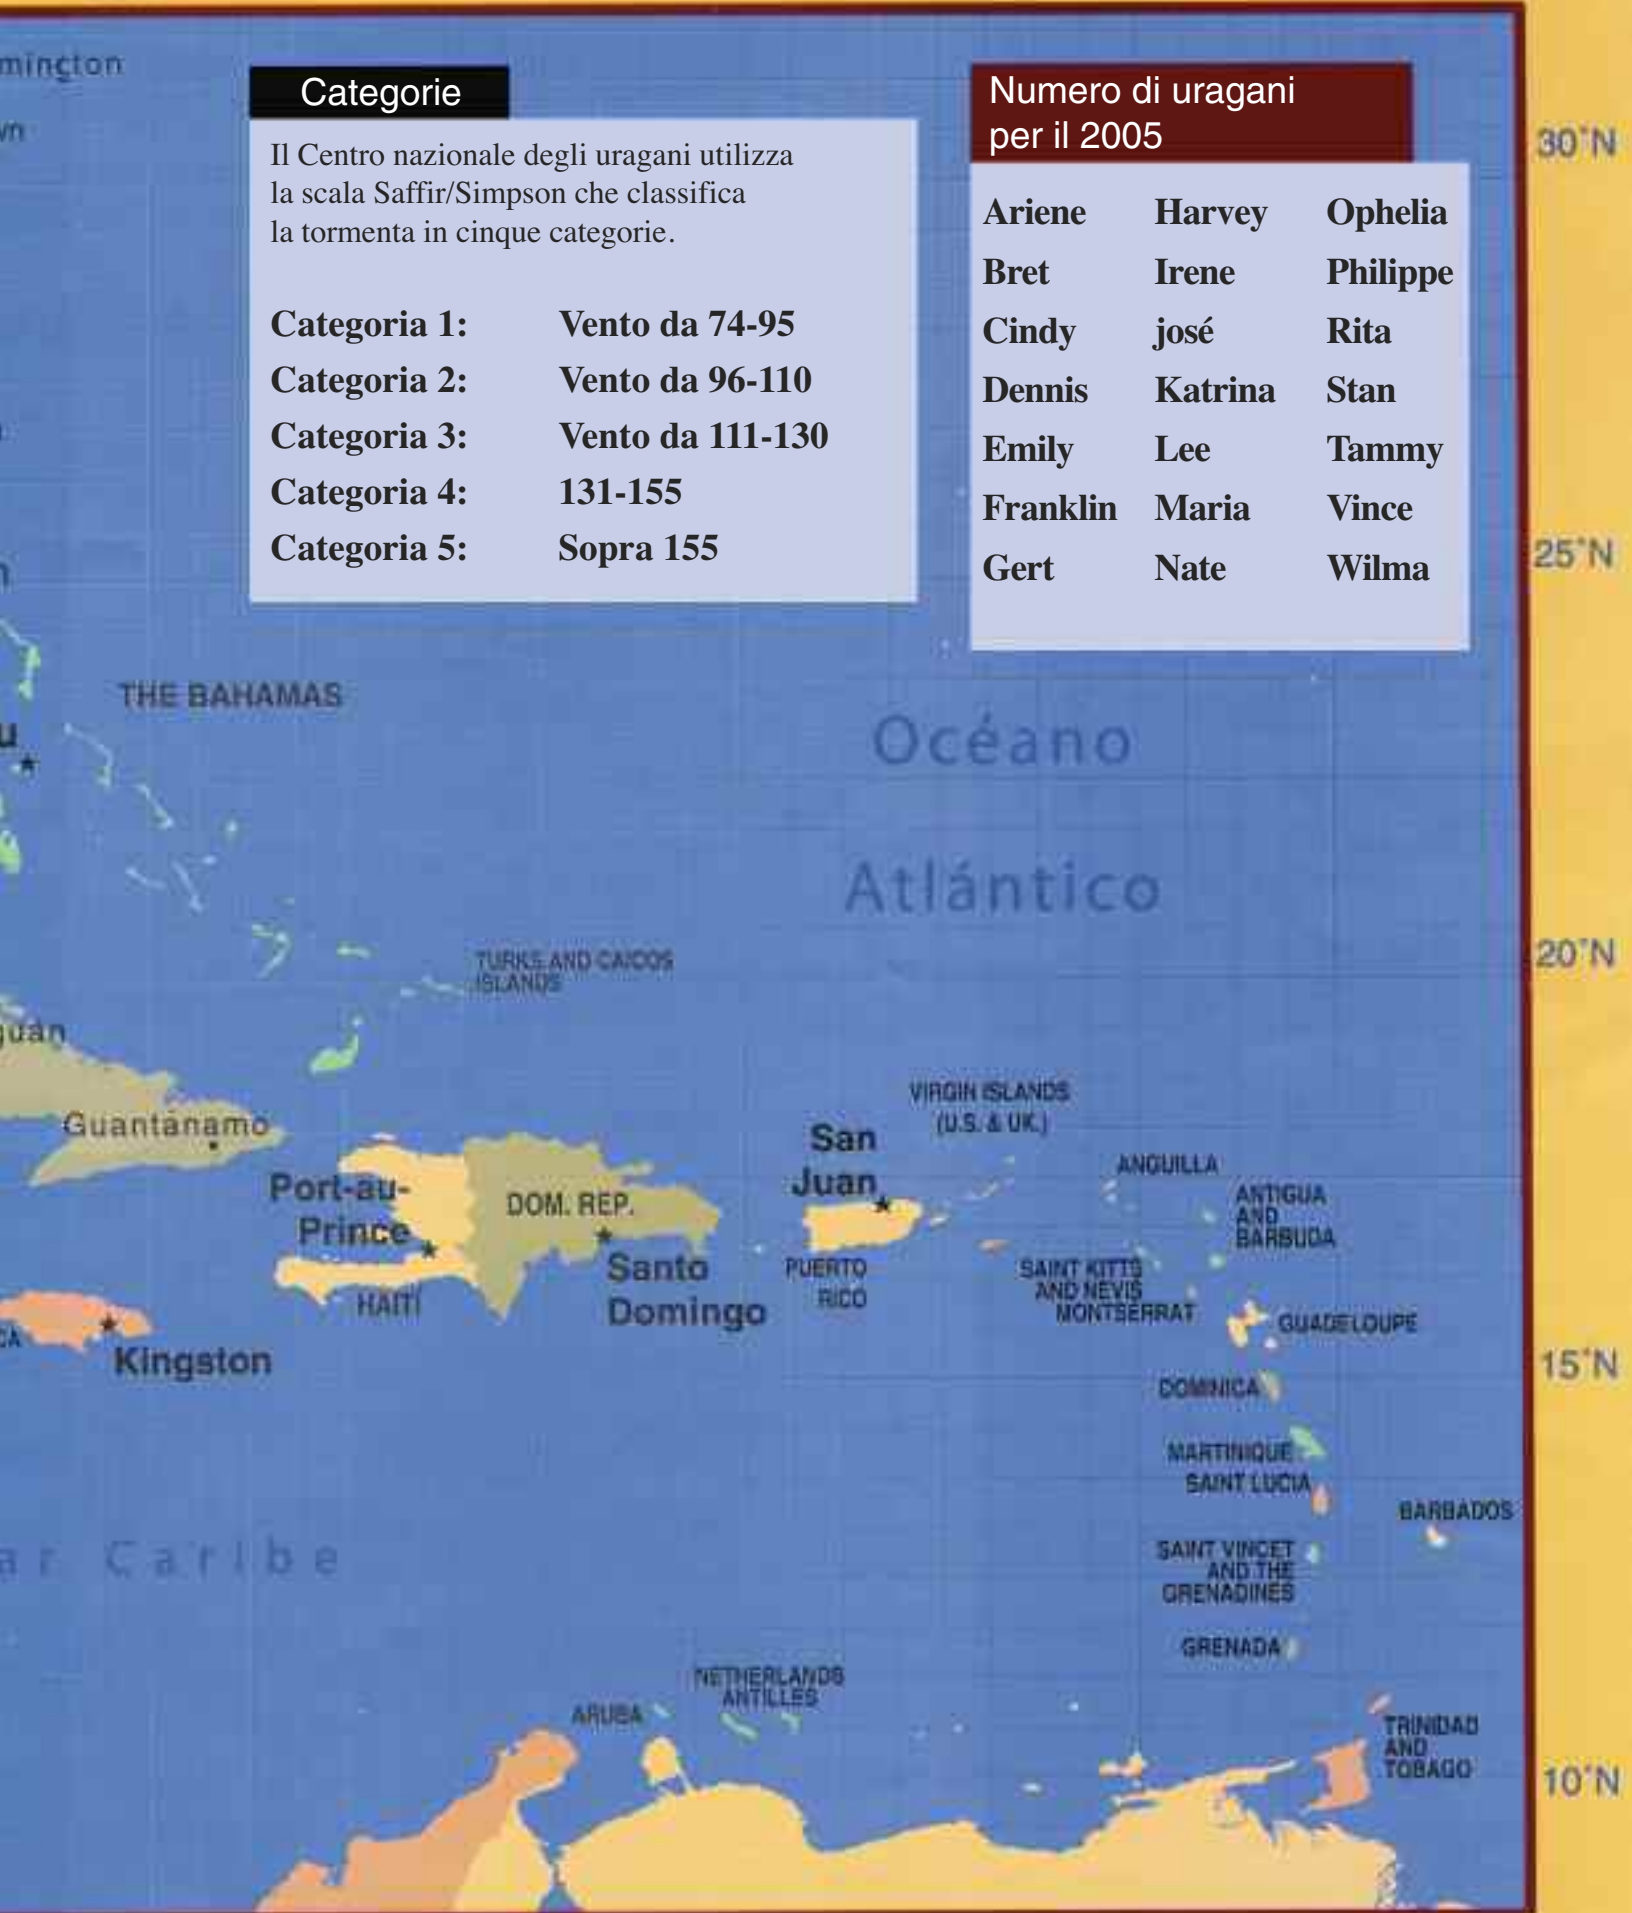 mington
Categorie
Il Centro nazionale degli uragani utilizza
la scala Saffir/Simpson che classifica
la tormenta in cinque categorie.
Categoria 1: Vento da 74-95
Categoria 2: Vento da 96-110
Categoria 3: Vento da 111-130
Categoria 4: 131-155
Categoria 5: Sopra 155
Numero di uragani
per il 2005
Ariene Harvey Ophelia
Bret Irene Philippe
Cindy josé Rita
Dennis Katrina Stan
Emily Lee Tammy
Franklin Maria Vince
Gert Nate Wilma
30°N
25°N
20°N
15°N
10°N
THE BAHAMAS
u
Océano
Atlántico
TURKS AND CAICOS
ISLANDS
guán
Guantánamo
Port-au-
Prince
HAITÍ
DOM. REP.
Santo
Domingo
San
Juan
PUERTO
RICO
VIRGIN ISLANDS
(U.S. & UK.)
ANGUILLA
ANTIGUA
AND
BARBUDA
SAINT KITTS
AND NEVIS
MONTSERRAT
GUADELOUPE
CA
Kingston
DOMINICA
MARTINIQUE
SAINT LUCIA
BARBADOS
SAINT VINCET
AND THE
GRENADINES
GRENADA
ar Caribe
NETHERLANDS
ANTILLES
ARUBA
TRINIDAD
AND
TOBAGO